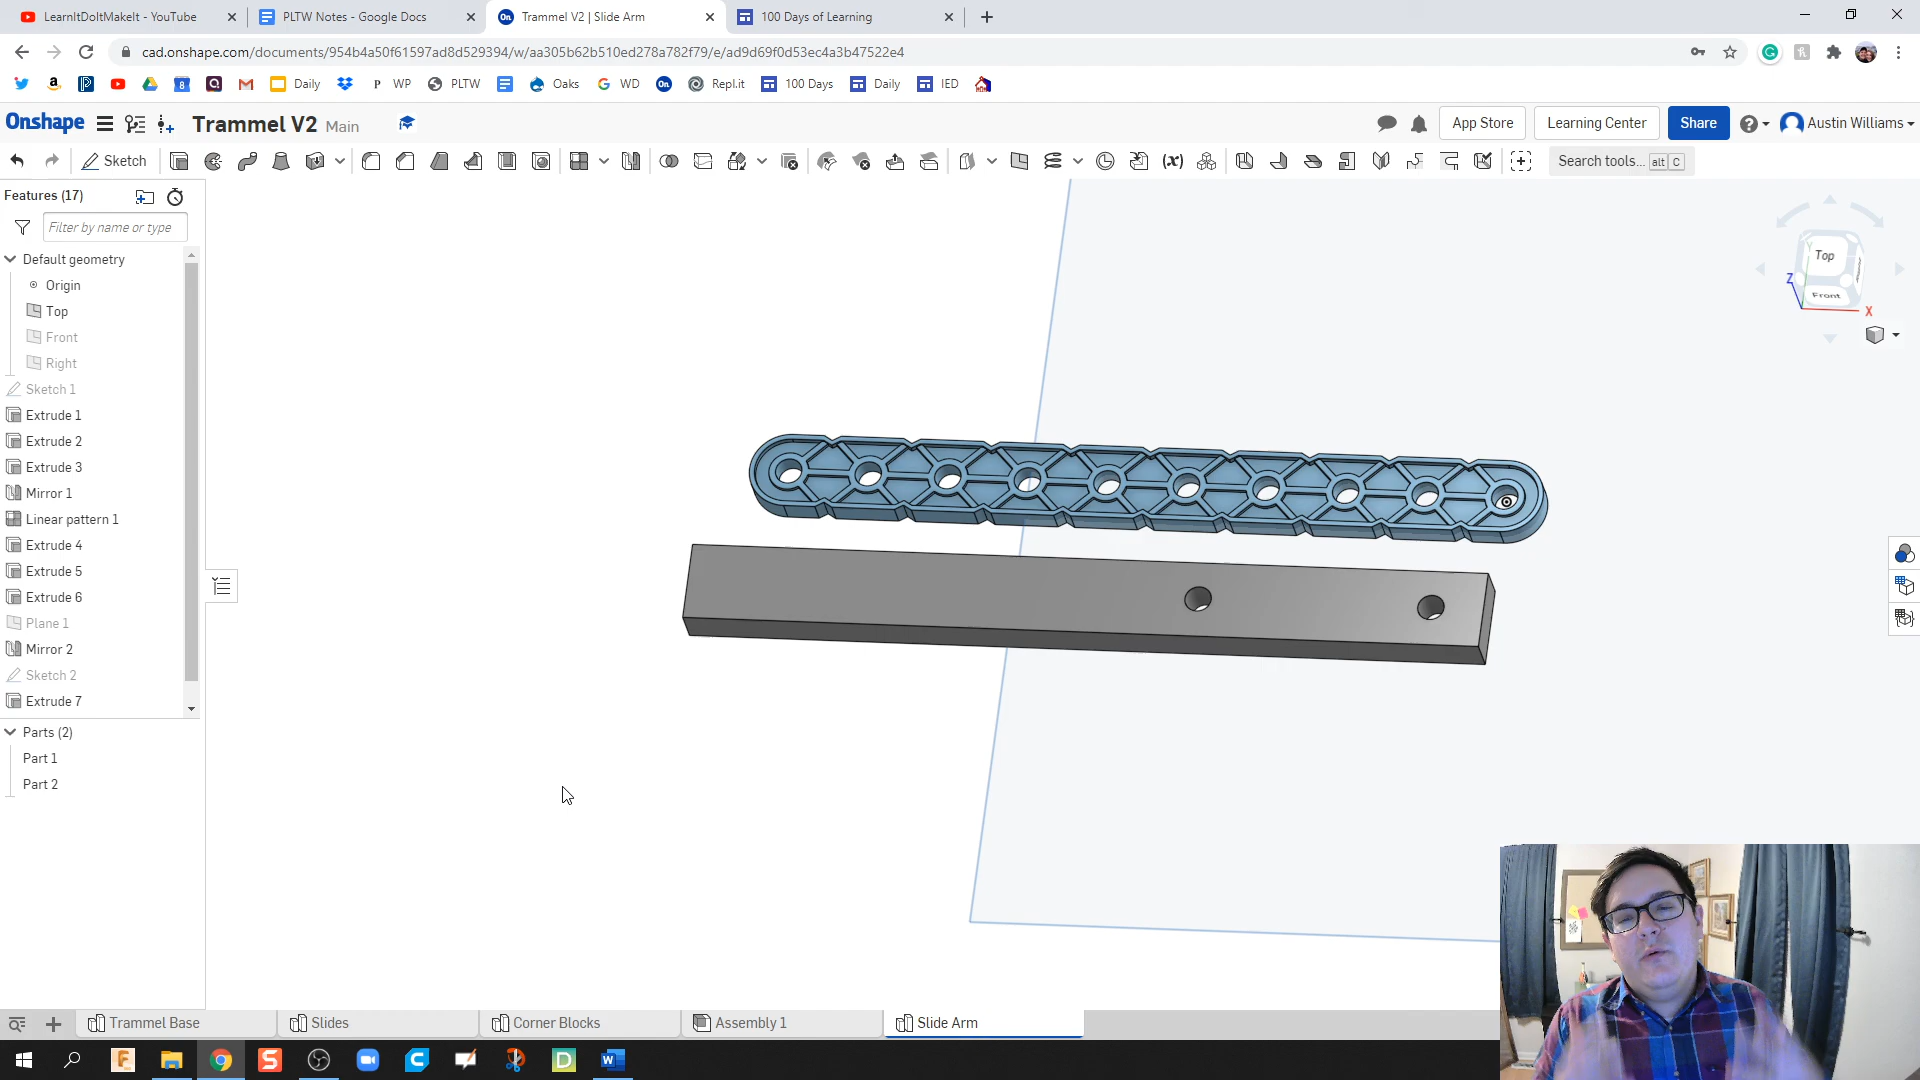 LearnItDoItMakeIt - YouTube
PLTW Notes - Google Docs
On
Trammel V2 | Slide Arm
100 Days of Learning
cad.onshape.com/documents/954b4a50f61597ad8d529394/w/aa305b62b510ed278a782f79/e/ad9d69f0d53ec4a3b47522e4
Daily
P WP
PLTW
Oaks
G WD
On
Repl.it
100 Days
Daily
IED
Onshape
Trammel V2 Main
App Store
Learning Center
Share
Austin Williams
Sketch
(x)
Search tools... alt C
Features (17)
Filter by name or type
Default geometry
Origin
Top
Front
Right
Sketch 1
Extrude 1
Extrude 2
Extrude 3
Mirror 1
Linear pattern 1
Extrude 4
Extrude 5
Extrude 6
Plane 1
Mirror 2
Sketch 2
Extrude 7
Parts (2)
Part 1
Part 2
Top
Front
Z
X
Trammel Base
Slides
Corner Blocks
Assembly 1
Slide Arm